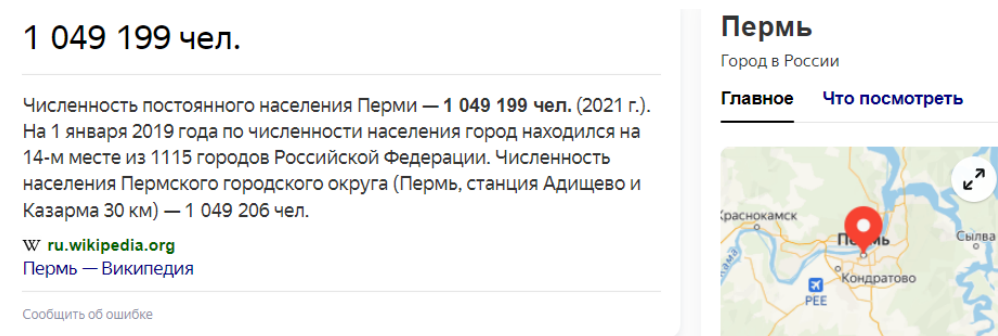 1 049 199 чел.
Численность постоянного населения Перми — 1 049 199 чел. (2021 г.).
На 1 января 2019 года по численности населения город находился на
14-м месте из 1115 городов Российской Федерации. Численность
населения Пермского городского округа (Пермь, станция Адищево и
Казарма 30 км) — 1 049 206 чел.
W ru.wikipedia.org
Пермь — Википедия
Сообщить об ошибке
Пермь
Город в России
Главное Что посмотреть
Краснокамск
Пермь
Сылва
Кондратово
PEE